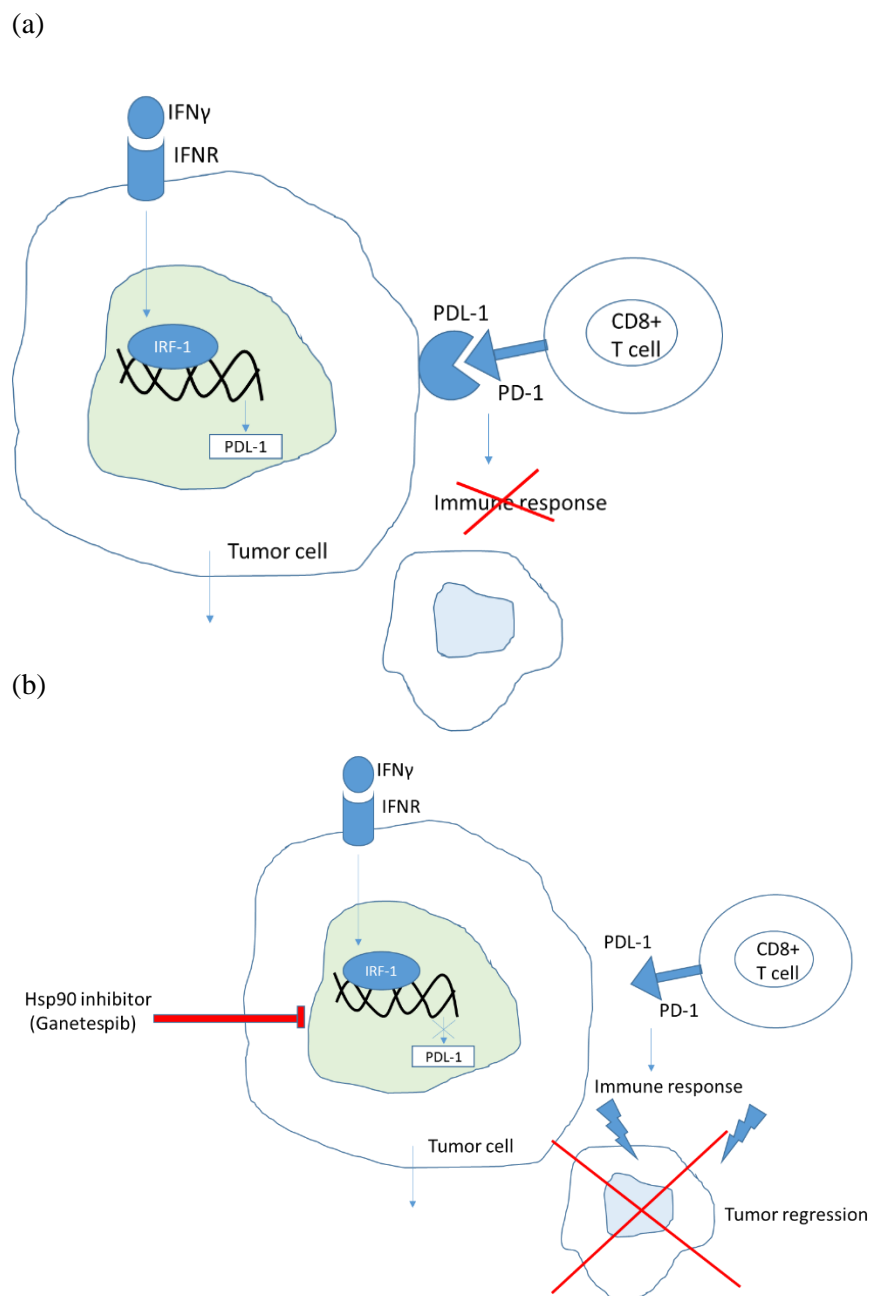 (a)
IFNγ
IFNR
IRF-1
PDL-1
PDL-1
CD8+
T cell
PD-1
Immune response
Tumor cell
(b)
IFNγ
IFNR
IRF-1
PDL-1
Hsp90 inhibitor
(Ganetespib)
PDL-1
CD8+
T cell
PD-1
Immune response
Tumor cell
Tumor regression